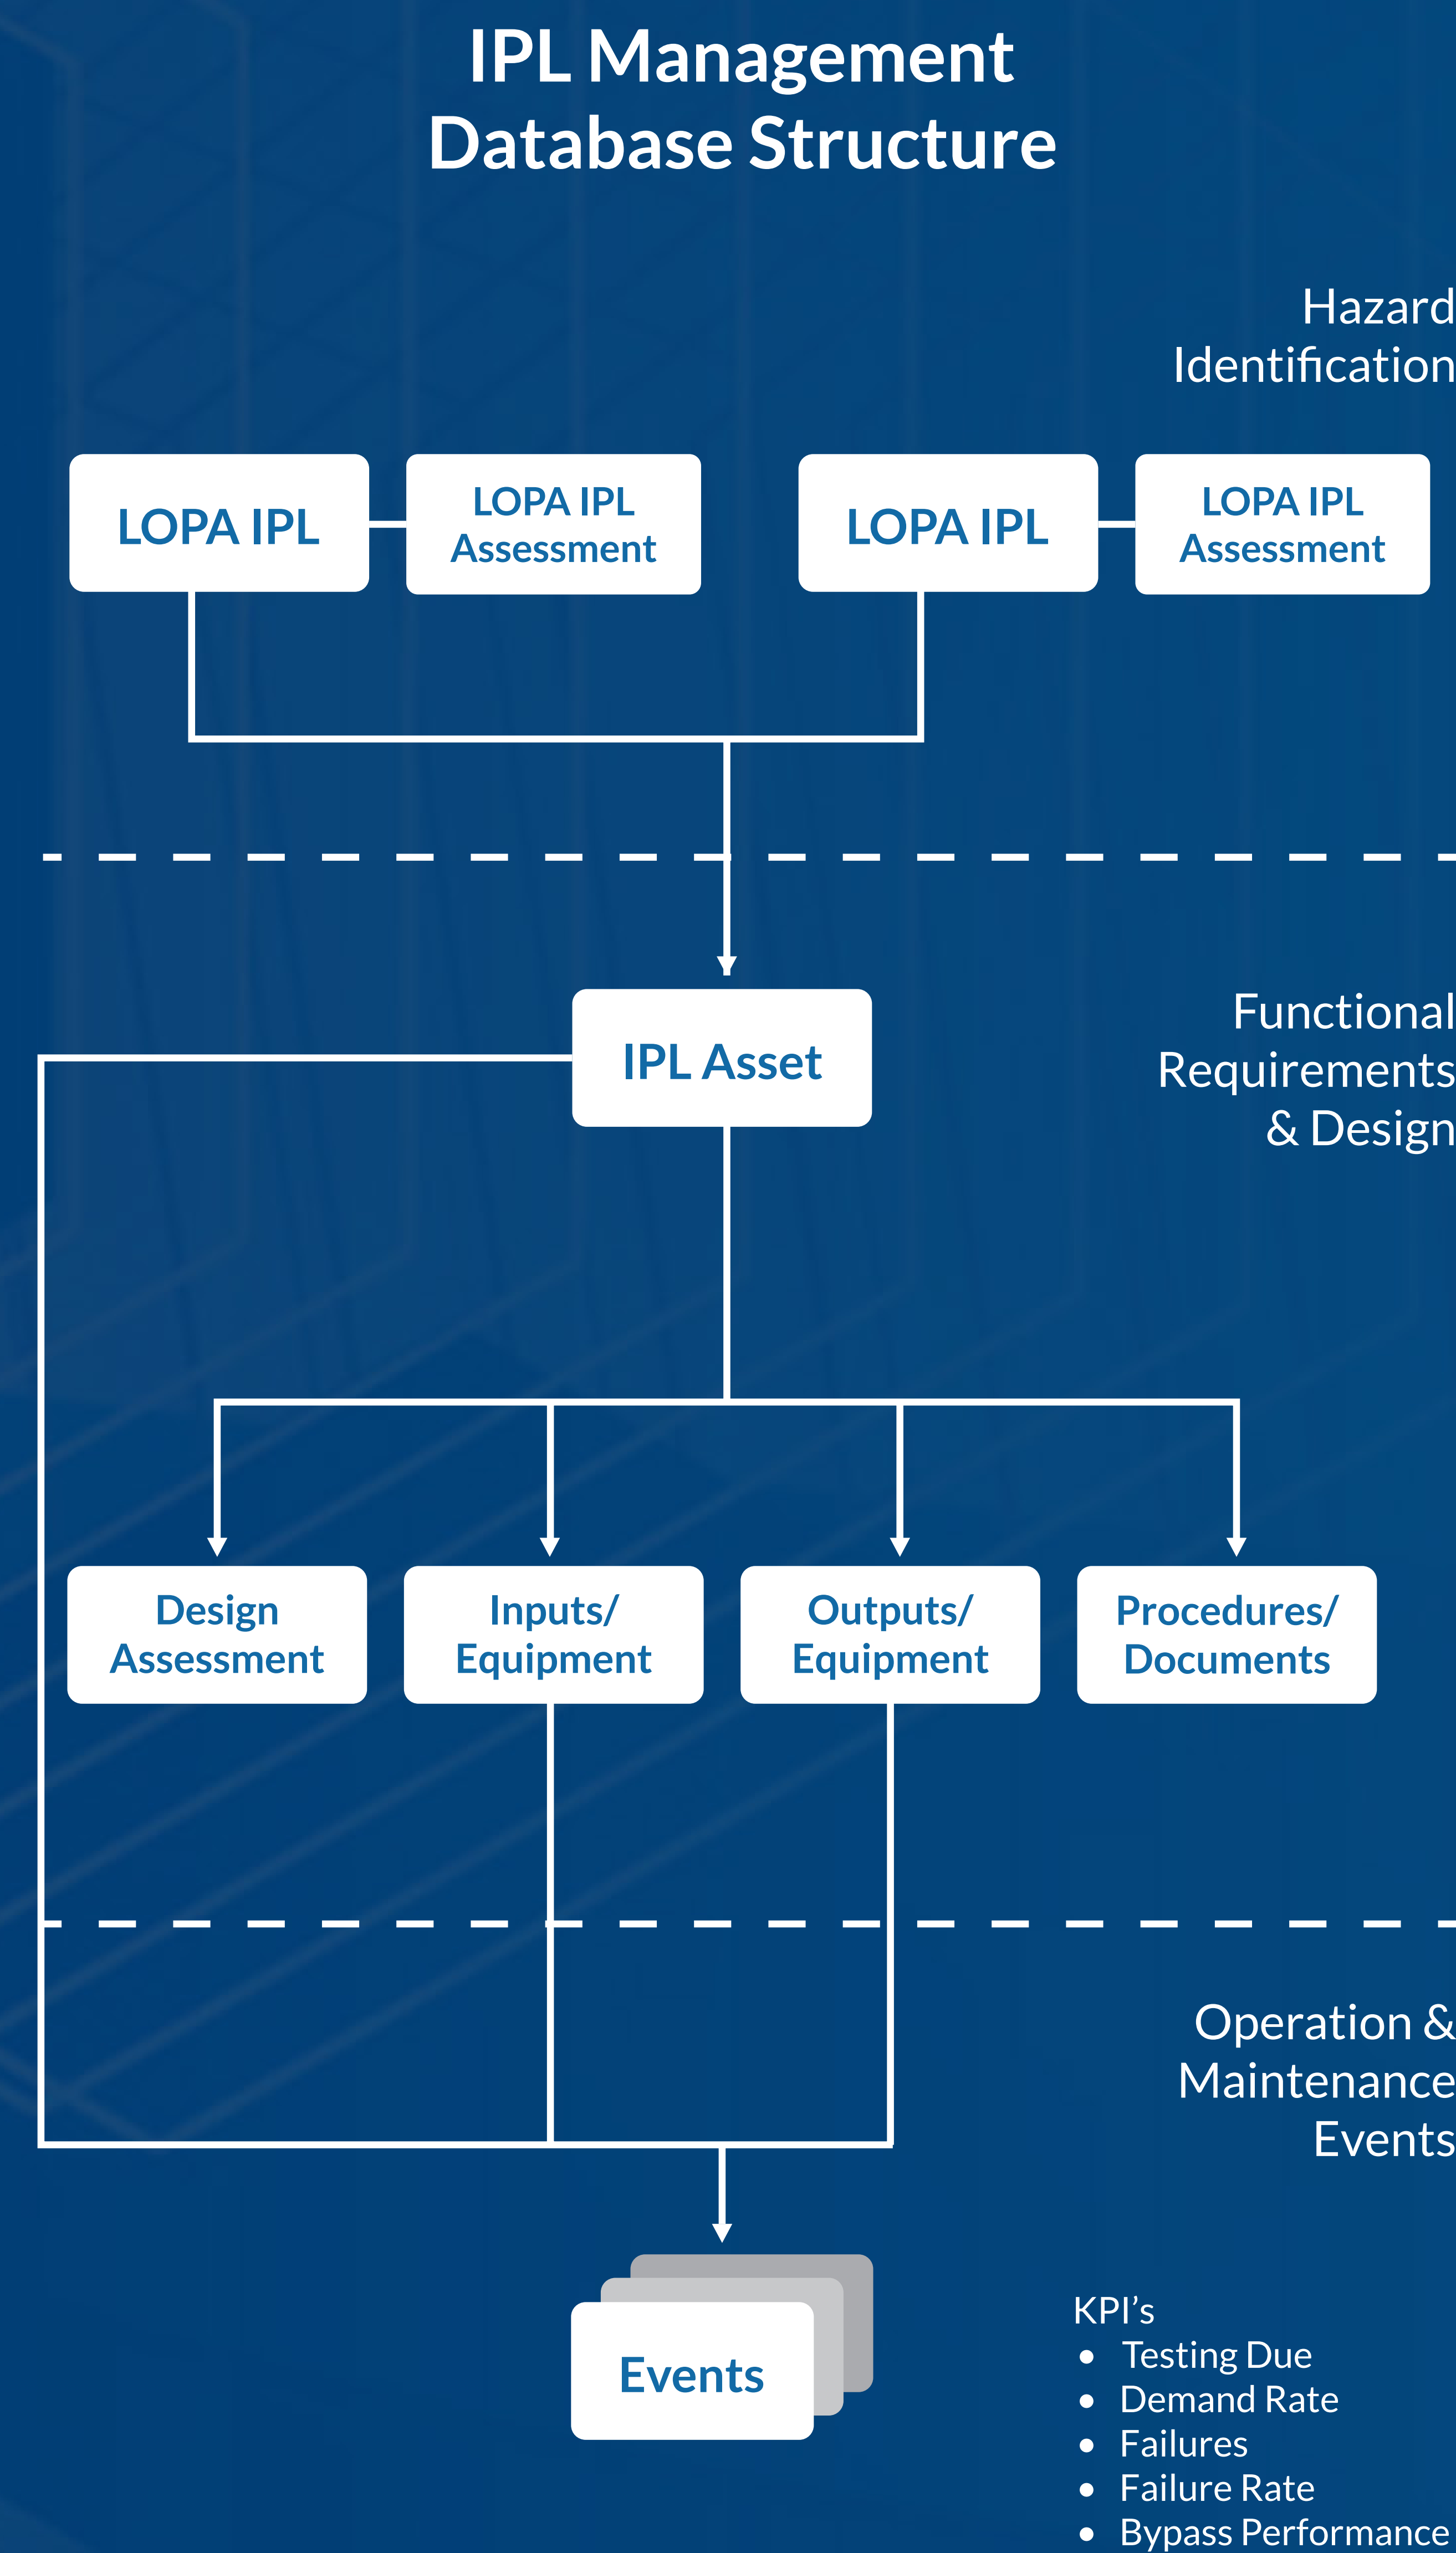 IPL Management
Database Structure
Hazard
Identification
LOPA IPL
LOPA IPL
Assessment
LOPA IPL
LOPA IPL
Assessment
IPL Asset
Functional
Requirements
& Design
Design
Assessment
Inputs/
Equipment
Outputs/
Equipment
Procedures/
Documents
Operation &
Maintenance
Events
Events
KPI’s
• Testing Due
• Demand Rate
• Failures
• Failure Rate
• Bypass Performance